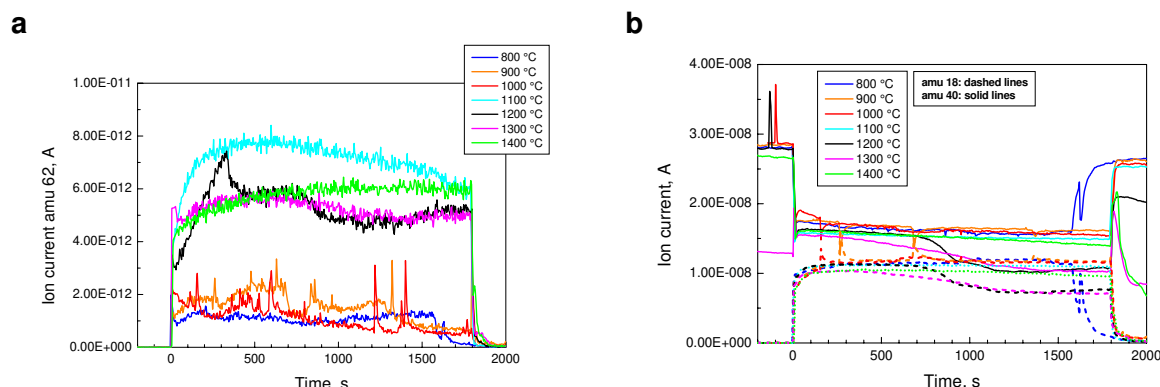 a
800 °C
900 °C
1000 °C
1100 °C
1200 °C
1300 °C
1400 °C
1.00E-011
8.00E-012
6.00E-012
4.00E-012
2.00E-012
0.00E+000
Ion current amu 62, A
0
500
1000
1500
2000
Time, s
b
800 °C
900 °C
1000 °C
1100 °C
1200 °C
1300 °C
1400 °C
amu 18: dashed lines
amu 40: solid lines
4.00E-008
3.00E-008
2.00E-008
1.00E-008
0.00E+000
Ion current, A
0
500
1000
1500
2000
Time, s